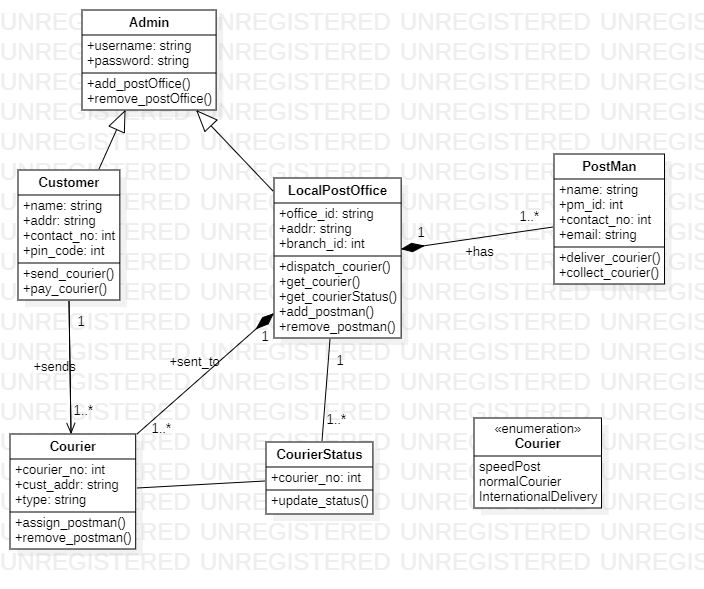 Admin
+username: string
+password: string
+add_postOffice()
+remove_postOffice()
Customer
+name: string
+addr: string
+contact_no: int
+pin_code: int
+send_courier()
+pay_courier()
LocalPostOffice
+office_id: string
+addr: string
+branch_id: int
+dispatch_courier()
+get_courier()
+get_courierStatus()
+add_postman()
+remove_postman()
PostMan
+name: string
+pm_id: int
+contact_no: int
+email: string
+deliver_courier()
+collect_courier()
1
+has
1..*
1
+sends
1..*
1
+sent_to
1..*
1
1..*
Courier
+courier_no: int
+cust_addr: string
+type: string
+assign_postman()
+remove_postman()
CourierStatus
+courier_no: int
+update_status()
«enumeration»
Courier
speedPost
normalCourier
InternationalDelivery
UNREGISTERED UNREGISTERED UNREGISTERED UNREGISTERED